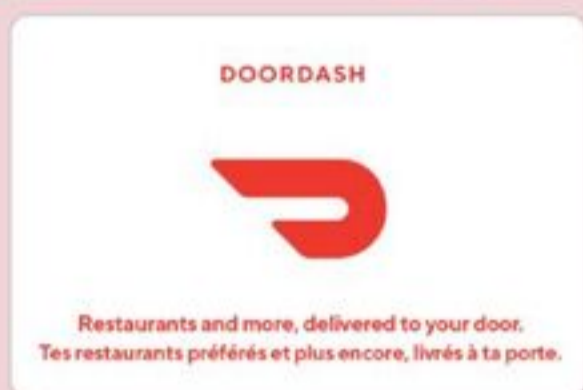 DOORDASH
Restaurants and more, delivered to your door.
Tes restaurants préférés et plus encore, livrés à ta porte.